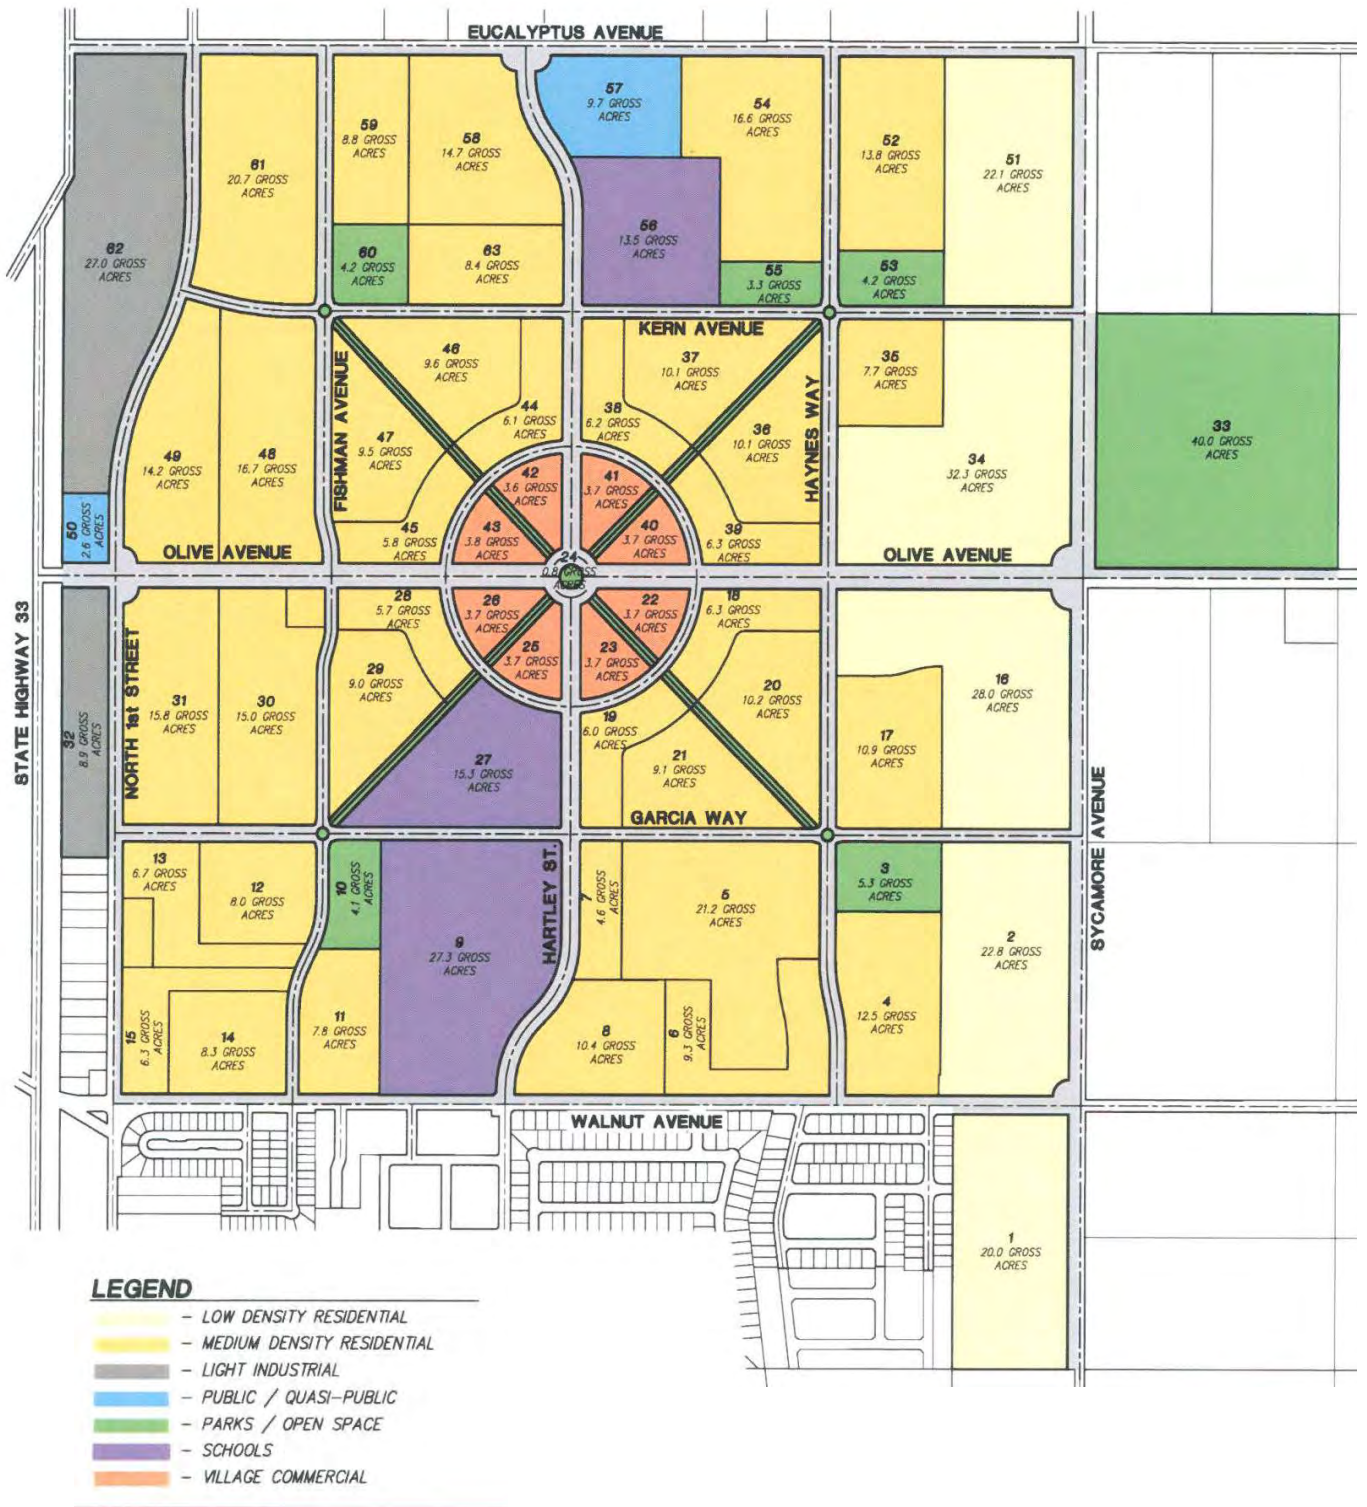 EUCALYPTUS AVENUE
57
9.7 GROSS
ACRES
54
16.6 GROSS
ACRES
59
8.8 GROSS
ACRES
58
14.7 GROSS
ACRES
52
13.8 GROSS
ACRES
51
22.1 GROSS
ACRES
61
20.7 GROSS
ACRES
62
27.0 GROSS
ACRES
60
4.2 GROSS
ACRES
63
8.4 GROSS
ACRES
56
13.5 GROSS
ACRES
55
3.3 GROSS
ACRES
53
4.2 GROSS
ACRES
KERN AVENUE
FISHMAN AVENUE
HAYNES WAY
46
9.6 GROSS
ACRES
37
10.1 GROSS
ACRES
35
7.7 GROSS
ACRES
44
6.1 GROSS
ACRES
38
6.2 GROSS
ACRES
47
9.5 GROSS
ACRES
36
10.1 GROSS
ACRES
33
40.0 GROSS
ACRES
49
14.2 GROSS
ACRES
48
16.7 GROSS
ACRES
34
32.3 GROSS
ACRES
42
3.6 GROSS
ACRES
41
3.7 GROSS
ACRES
50
2.6 GROSS
ACRES
45
5.8 GROSS
ACRES
43
3.8 GROSS
ACRES
40
3.7 GROSS
ACRES
39
6.3 GROSS
ACRES
OLIVE AVENUE
OLIVE AVENUE
24
0.8 GROSS
ACRES
28
5.7 GROSS
ACRES
26
3.7 GROSS
ACRES
22
3.7 GROSS
ACRES
18
6.3 GROSS
ACRES
STATE HIGHWAY 33
NORTH 1st STREET
25
3.7 GROSS
ACRES
23
3.7 GROSS
ACRES
29
9.0 GROSS
ACRES
20
10.2 GROSS
ACRES
16
28.0 GROSS
ACRES
31
15.8 GROSS
ACRES
30
15.0 GROSS
ACRES
19
6.0 GROSS
ACRES
32
8.9 GROSS
ACRES
27
15.3 GROSS
ACRES
21
9.1 GROSS
ACRES
17
10.9 GROSS
ACRES
GARCIA WAY
SYCAMORE AVENUE
13
6.7 GROSS
ACRES
12
8.0 GROSS
ACRES
10
4.1 GROSS
ACRES
HARTLEY ST.
7
4.6 GROSS
ACRES
5
21.2 GROSS
ACRES
3
5.3 GROSS
ACRES
9
27.3 GROSS
ACRES
2
22.8 GROSS
ACRES
15
6.3 GROSS
ACRES
14
8.3 GROSS
ACRES
11
7.8 GROSS
ACRES
8
10.4 GROSS
ACRES
6
9.3 GROSS
ACRES
4
12.5 GROSS
ACRES
WALNUT AVENUE
1
20.0 GROSS
ACRES
LEGEND
- LOW DENSITY RESIDENTIAL
- MEDIUM DENSITY RESIDENTIAL
- LIGHT INDUSTRIAL
- PUBLIC / QUASI-PUBLIC
- PARKS / OPEN SPACE
- SCHOOLS
- VILLAGE COMMERCIAL